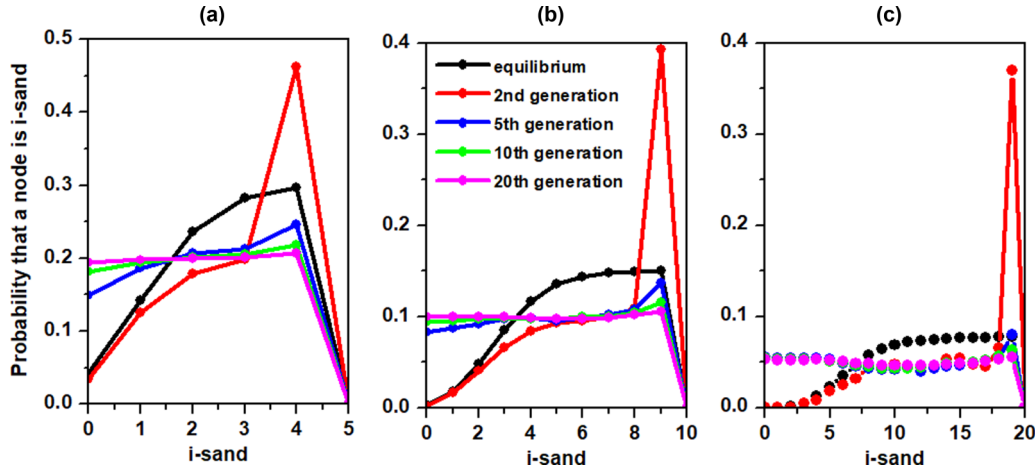 (a)
(b)
(c)
Probability that a node is i-sand
0.5
0.4
0.3
0.2
0.1
0.0
0 1 2 3 4 5
i-sand
0.4
0.3
0.2
0.1
0.0
equilibrium
2nd generation
5th generation
10th generation
20th generation
0 2 4 6 8 10
i-sand
0.4
0.3
0.2
0.1
0.0
0 5 10 15 20
i-sand